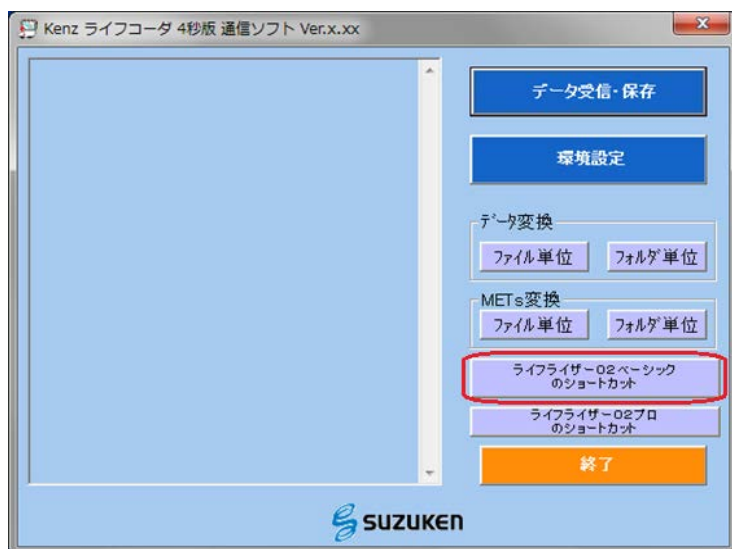 Kenz ライフコーダ 4秒版 通信ソフト Ver.x.xx
データ受信・保存
環境設定
データ変換
ファイル単位 フォルダ単位
METs変換
ファイル単位 フォルダ単位
ライフライザー02ベーシック
のショートカット
ライフライザー02プロ
のショートカット
終了
SUZUKEN